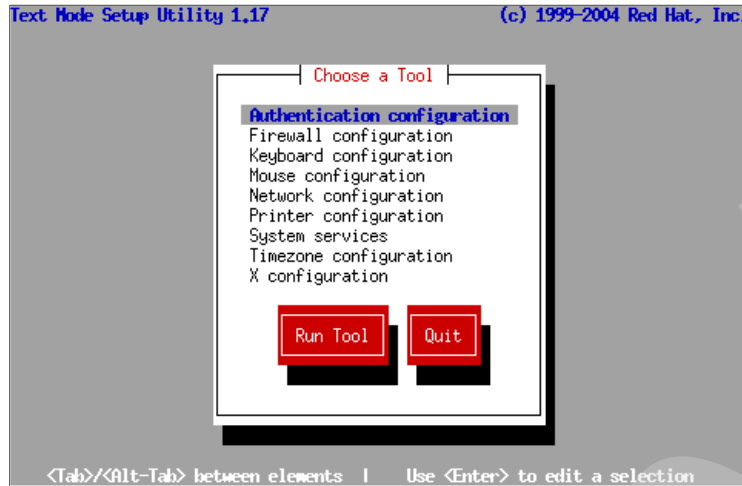 Text Mode Setup Utility 1.17 (c) 1999-2004 Red Hat, Inc.
Choose a Tool
Authentication configuration
Firewall configuration
Keyboard configuration
Mouse configuration
Network configuration
Printer configuration
System services
Timezone configuration
X configuration
Run Tool Quit
<Tab>/<Alt-Tab> between elements | Use <Enter> to edit a selection